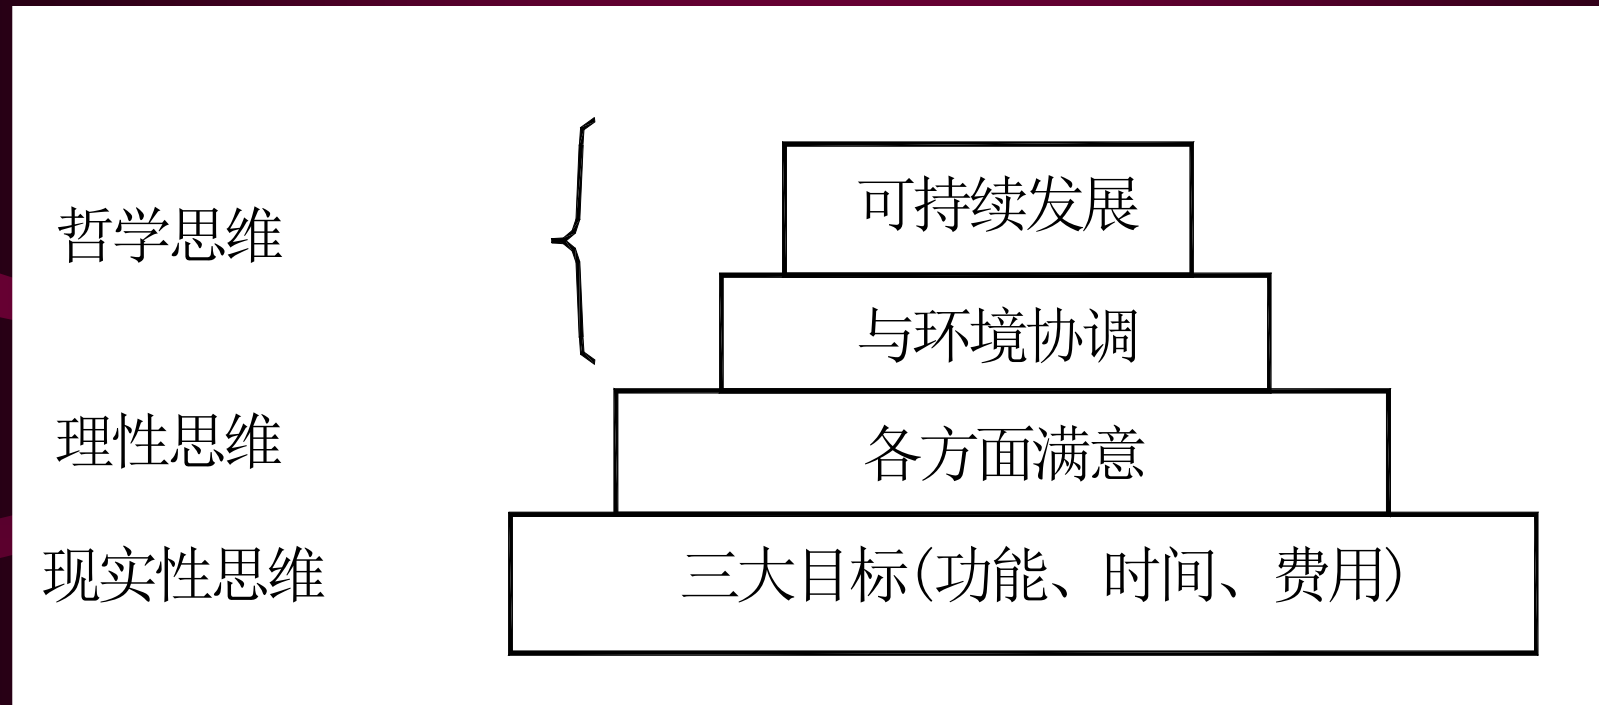 可持续发展
哲学思维
与环境协调
理性思维
各方面满意
现实性思维
三大目标(功能、时间、费用)